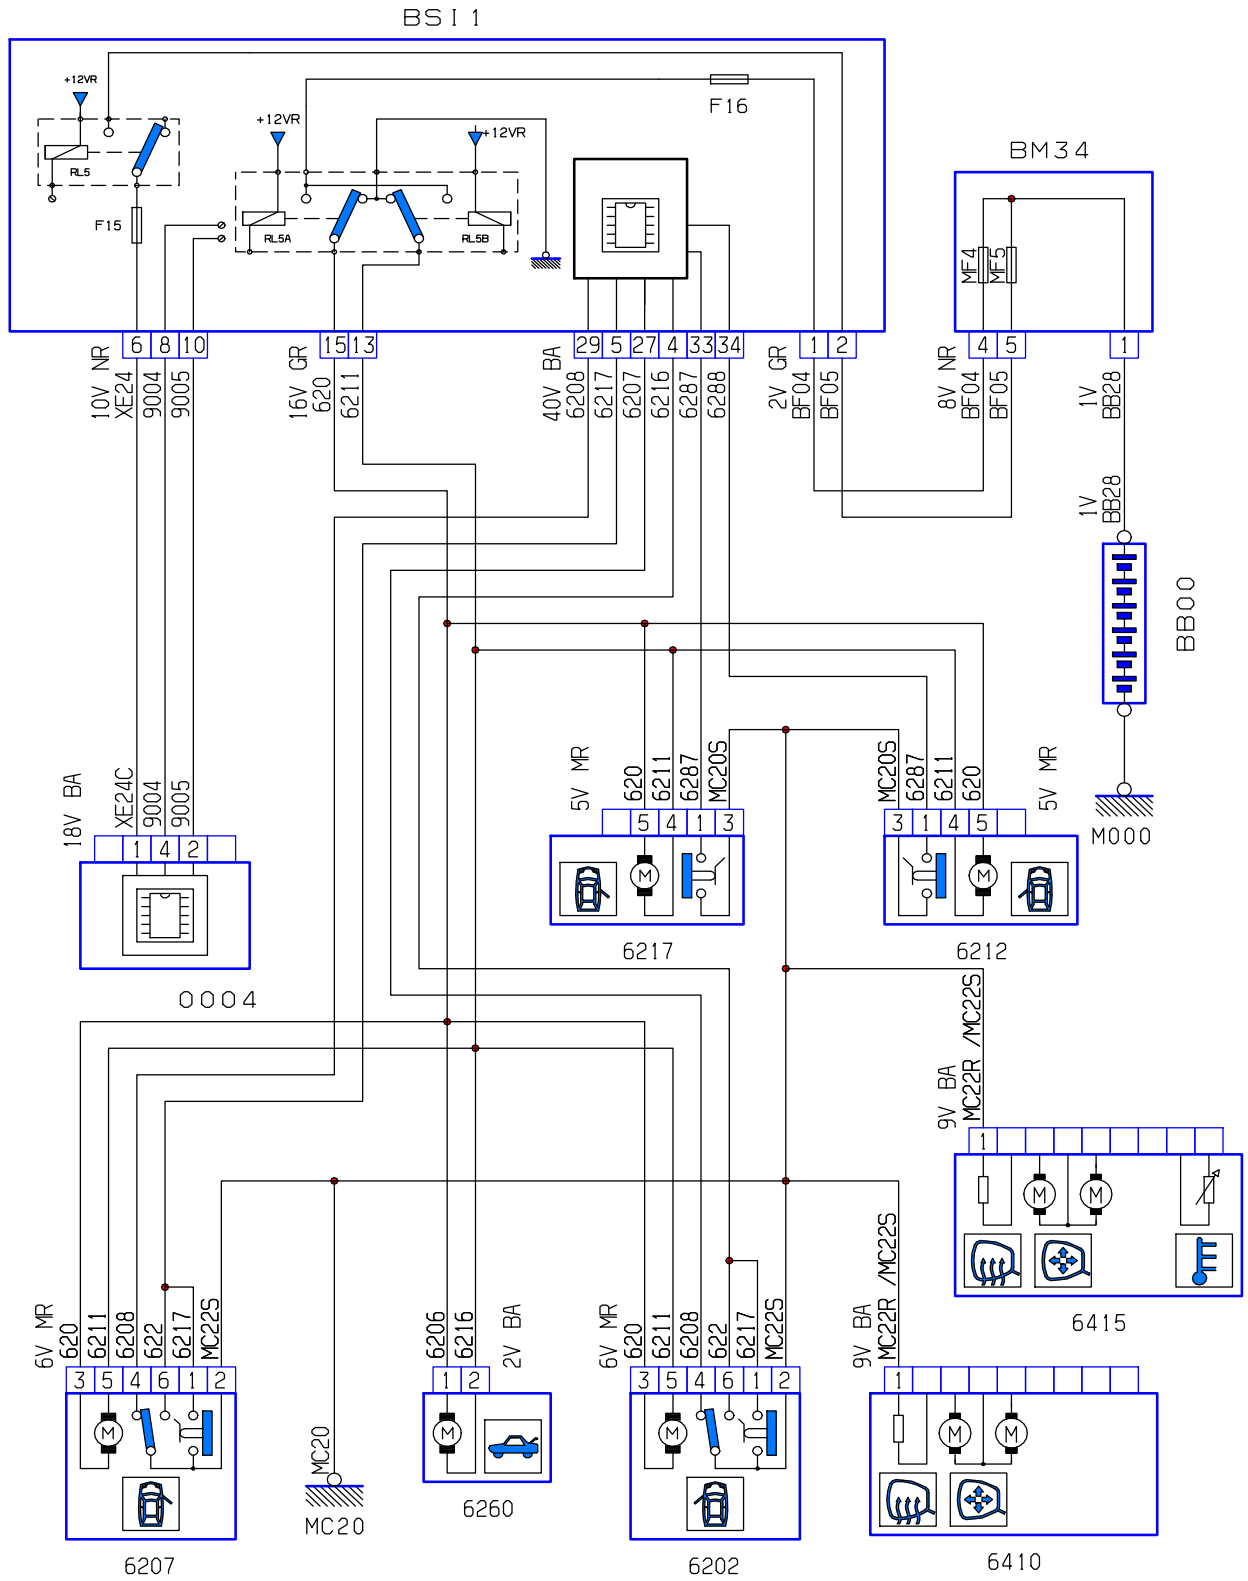 BSI1
+12VR
RL5
F15
+12VR
+12VR
RL5A
RL5B
F16
BM34
MF4
MF5
6 8 10
15 13
29 5 27 4 33 34
1 2
4 5
1
10V NR
XE24
9004
9005
16V GR
620
6211
40V BA
6208
6217
6207
6216
6287
6288
2V GR
BF04
BF05
8V NR
BF04
BF05
1V
BB28
1V
BB28
BB00
M000
18V BA
XE24C
9004
9005
1 4 2
0004
5V MR
620
6211
6287
MC20S
5 4 1 3
M
6217
MC20S
6287
6211
620
5V MR
3 1 4 5
M
6212
9V BA
MC22R /MC22S
1
M
M
6415
6V MR
620
6211
6208
622
6217
MC22S
3 5 4 6 1 2
M
6207
MC20
MC20
6206
6216
2V BA
1 2
M
6260
6V MR
620
6211
6208
622
6217
MC22S
3 5 4 6 1 2
M
6202
9V BA
MC22R /MC22S
1
M
M
6410